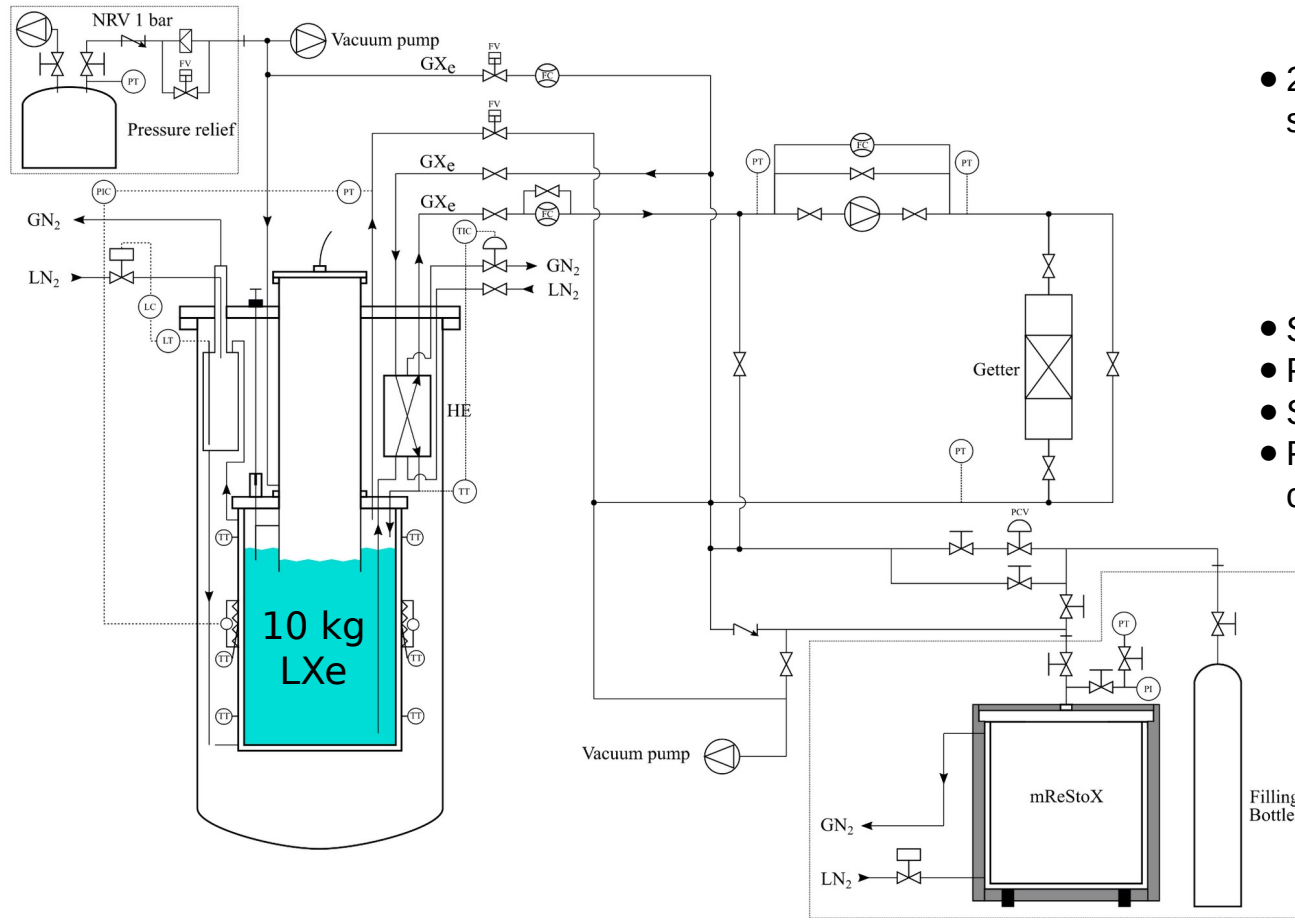 NRV 1 bar
Vacuum pump
FV
PT
Pressure relief
GXe
FV
FC
FV
PIC
PT
GXe
FC
PT
PT
GN2
GXe
FC
TIC
LN2
GN2
LN2
LC
LT
Getter
HE
PT
TT
TT
TT
PCV
10 kg
LXe
TT
TT
TT
TT
PT
PI
Vacuum pump
mReStoX
Filling
Bottle
GN2
LN2
• 2
s
• S
• S